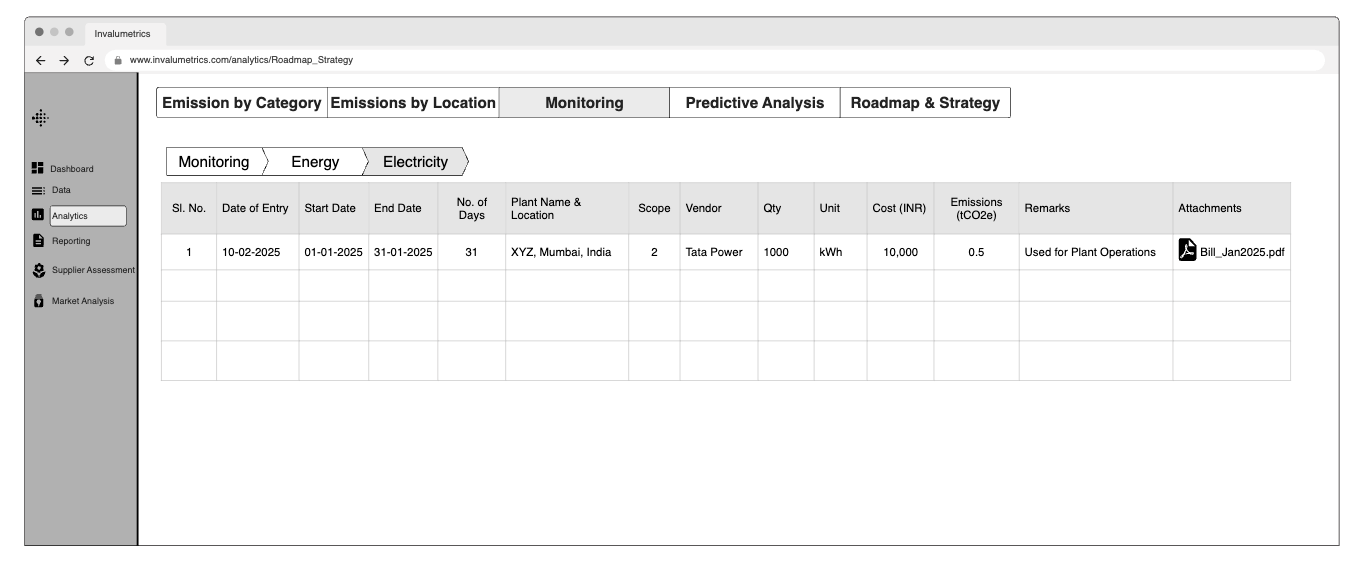 Invalumetrics
www.invalumetrics.com/analytics/Roadmap_Strategy
Dashboard
Data
Analytics
Reporting
Supplier Assessment
Market Analysis
Emission by Category Emissions by Location Monitoring Predictive Analysis Roadmap & Strategy
Monitoring Energy Electricity
Sl. No. Date of Entry Start Date End Date No. of Days Plant Name & Location Scope Vendor Qty Unit Cost (INR) Emissions (tCO2e) Remarks Attachments
1 10-02-2025 01-01-2025 31-01-2025 31 XYZ, Mumbai, India 2 Tata Power 1000 kWh 10,000 0.5 Used for Plant Operations Bill_Jan2025.pdf